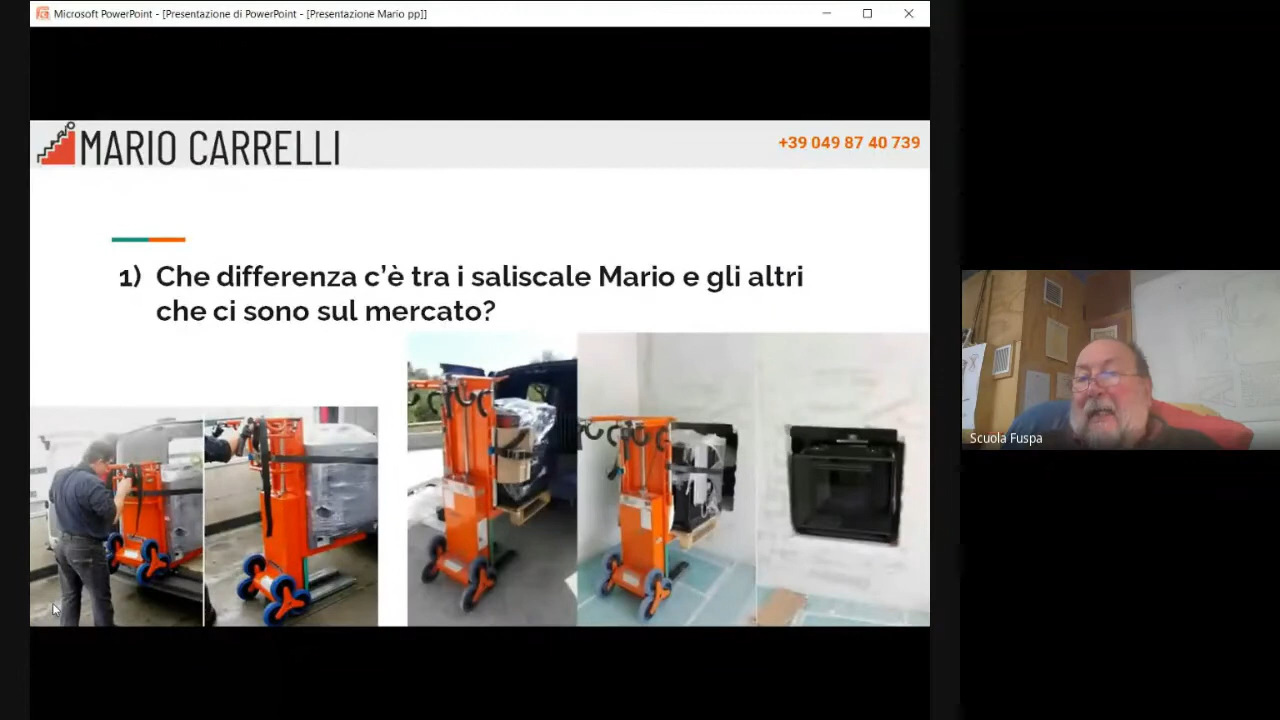 Microsoft PowerPoint - [Presentazione di PowerPoint - [Presentazione Mario pp]]
MARIO CARRELLI
+39 049 87 40 739
1) Che differenza c'è tra i saliscale Mario e gli altri
che ci sono sul mercato?
Scuola Fuspa